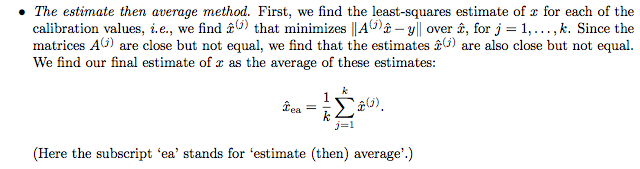 • The estimate then average method. First, we find the least-squares estimate of x for each of the
calibration values, i.e., we find x̂⁽ʲ⁾ that minimizes ‖A⁽ʲ⁾x̂ − y‖ over x̂, for j = 1, . . . , k. Since the
matrices A⁽ʲ⁾ are close but not equal, we find that the estimates x̂⁽ʲ⁾ are also close but not equal.
We find our final estimate of x as the average of these estimates:
x̂ₑₐ = 1/k ∑ⱼ₌₁ᵏ x̂⁽ʲ⁾.
(Here the subscript ‘ea’ stands for ‘estimate (then) average’.)